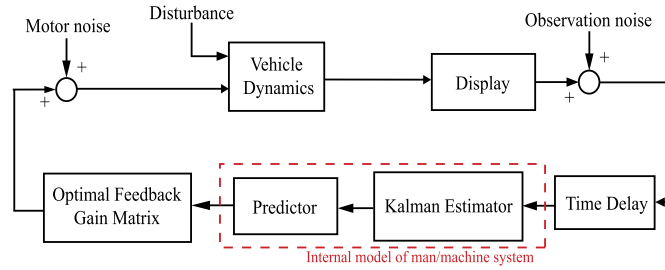 Motor noise
Disturbance
Observation noise
+
+
Vehicle
Dynamics
Display
+
+
Optimal Feedback
Gain Matrix
Predictor
Kalman Estimator
Time Delay
Internal model of man/machine system